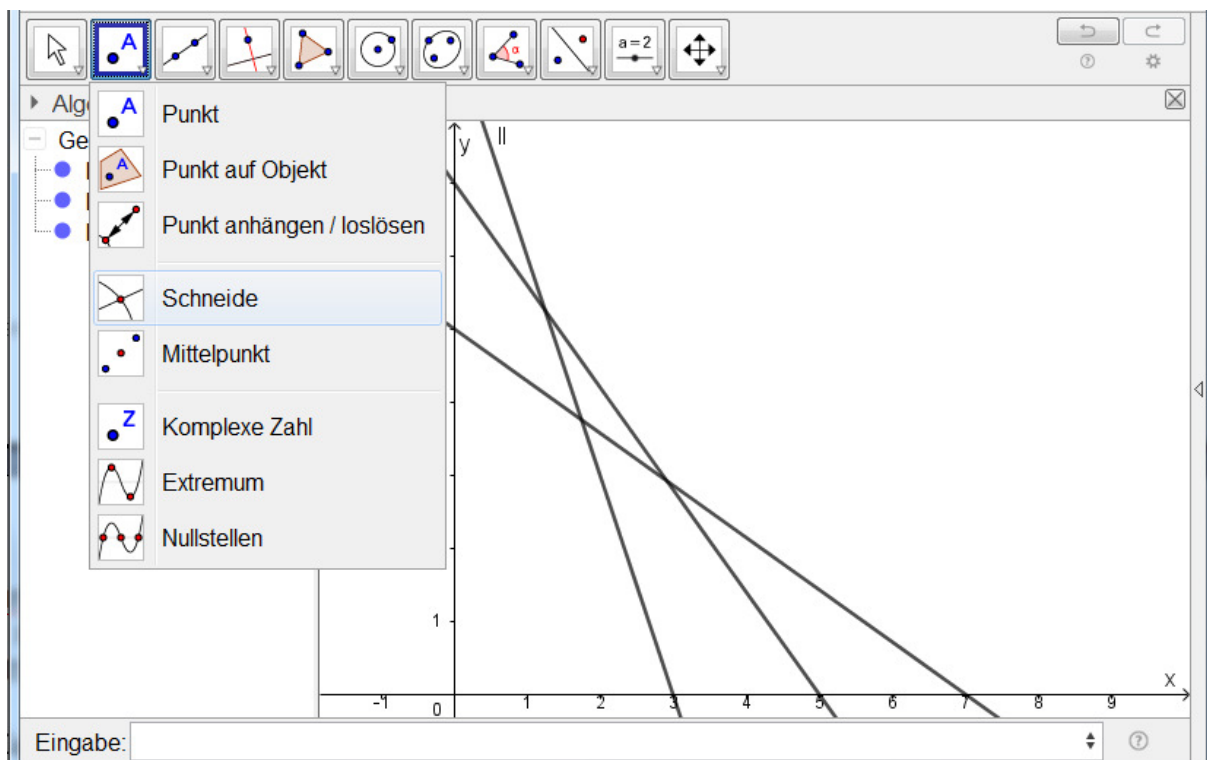 A
α
a=2
A
Punkt
Alg
Ge
A
Punkt auf Objekt
Punkt anhängen / loslösen
Schneide
Mittelpunkt
Z
Komplexe Zahl
Extremum
Nullstellen
y
II
1
x
-1 0 1 2 3 4 5 6 7 8 9
Eingabe:
?
?